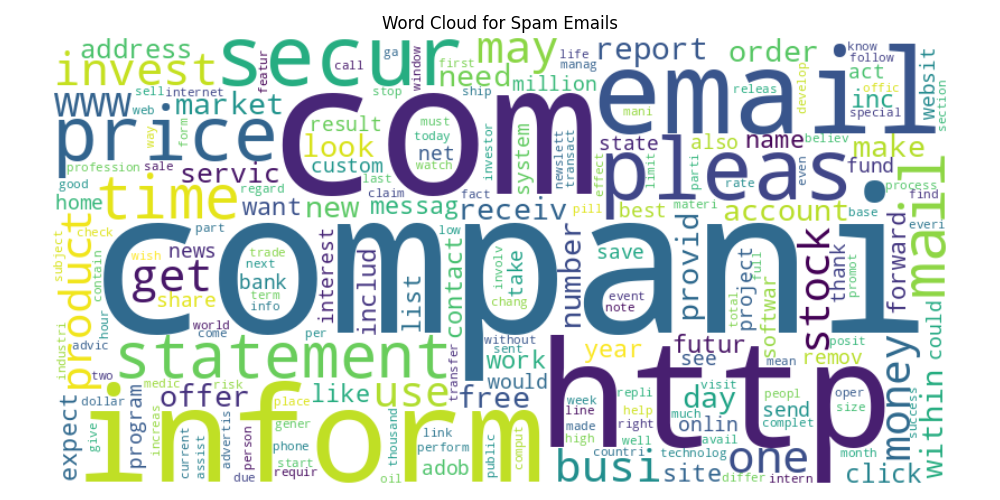 Word Cloud for Spam Emails
address
secur
ga
call
window
first
life
manag
may
report
order
know
follow
websit
invest
featur
need
million
email
act
offic
section
sell
internet
stop
ship
mani
releas
develop
inc
special
www
web
market
com
price
way
form
result
must
today
look
net
watch
custom
investor
system
newslett
transact
effect
state
limit
parti
also
name
believ
make
even
pleas
fund
profession
sale
servic
good
home
regard
last
claim
fact
rate
process
find
time
want
new
messag
receiv
pill
best
materi
account
base
everi
mail
product
check
subject
contain
wish
part
news
get
share
trade
next
bank
term
info
interest
includ
list
low
contact
compani
involv
chang
take
number
save
event
note
provid
project
total
full
softwar
stock
thank
promot
forward
could
within
industri
hour
advic
world
come
per
without
sent
year
futur
see
mean
posit
remov
money
statement
transfer
work
would
two
medic
risk
dollar
offer
place
like
use
free
http
week
line
repli
visit
day
peopl
send
oper
size
success
expect
give
program
increas
current
assist
advertis
due
person
gener
phone
start
requir
inform
thousand
oil
link
perform
adob
public
comput
made
high
countri
right
help
well
much
onlin
avail
technolog
complet
one
month
busi
site
differ
intern
click